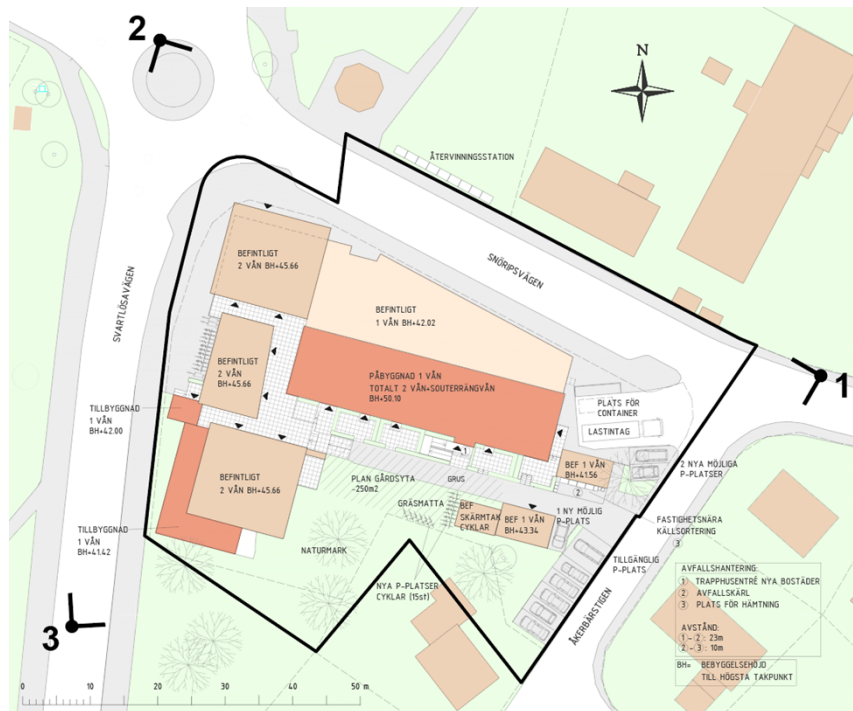 2
N
ÅTERVINNINGSSTATION
SNÖRIPSVÄGEN
SVARTLÖSAVÄGEN
BEFINTLIGT
2 VÅN BH+45.66
BEFINTLIGT
1 VÅN BH+42.02
BEFINTLIGT
2 VÅN
BH+45.66
PÅBYGGNAD 1 VÅN
TOTALT 2 VÅN+SOUTERRÄNGVÅN
BH+50.10
1
PLATS FÖR
CONTAINER
LASTINTAG
TILLBYGGNAD
1 VÅN
BH+42.00
BEFINTLIGT
2 VÅN BH+45.66
1
BEF 1 VÅN
BH+41.56
2 NYA MÖJLIGA
P-PLATSER
PLAN GÅRDSYTA
~250m2
GRUS
2
GRÄSMATTA
BEF
SKÄRMTAK
CYKLAR
BEF 1 VÅN
BH+43.34
1 NY MÖJLIG
P-PLATS
FASTIGHETSNÄRA
KÄLLSORTERING
3
TILLBYGGNAD
1 VÅN
BH+41.42
NATURMARK
TILLGÄNGLIG
P-PLATS
NYA P-PLATSER
CYKLAR (15st)
ÅKERBÄRSTIGEN
3
AVFALLSHANTERING:
1 TRAPPHUSENTRÉ NYA BOSTÄDER
2 AVFALLSKÄRL
3 PLATS FÖR HÄMTNING
AVSTÅND:
1-2: 23m
2-3: 10m
BH= BEBYGGELSEHÖJD
TILL HÖGSTA TAKPUNKT
0 10 20 30 40 50 m